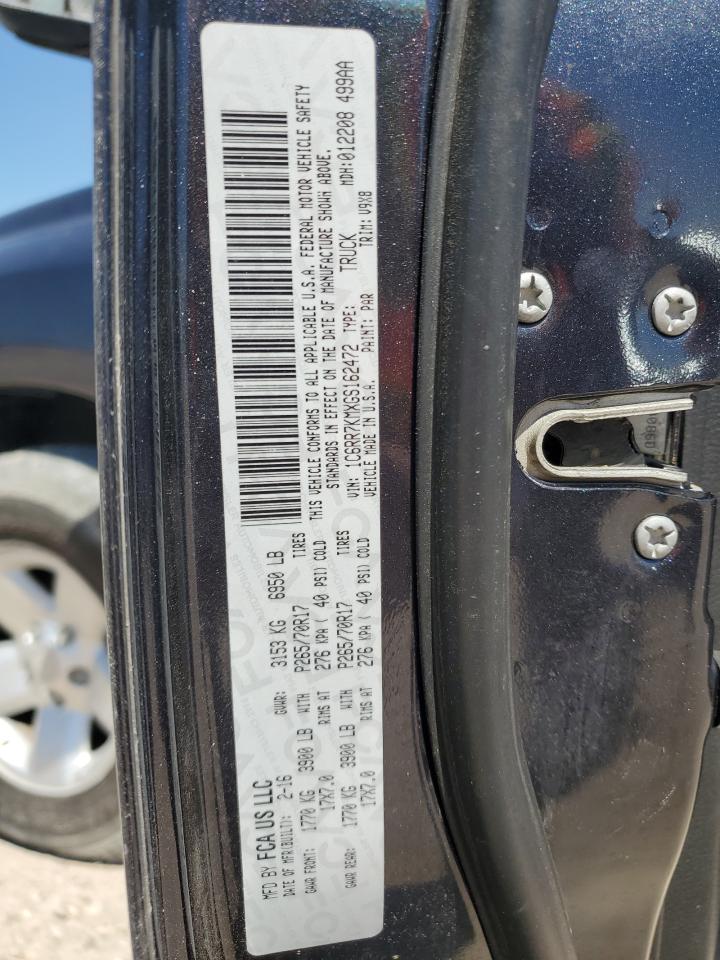 MFD BY FCA US LLC
DATE OF MFR(BUILT): 2-16 GVWR: 3153 KG 6950 LB
GAWR FRONT: 1770 KG 3900 LB WITH P265/70R17 TIRES
17X7.0 RIMS AT 276 KPA ( 40 PSI) COLD
GAWR REAR: 1770 KG 3900 LB WITH P265/70R17 TIRES
17X7.0 RIMS AT 276 KPA ( 40 PSI) COLD
THIS VEHICLE CONFORMS TO ALL APPLICABLE U.S.A. FEDERAL MOTOR VEHICLE SAFETY
STANDARDS IN EFFECT ON THE DATE OF MANUFACTURE SHOWN ABOVE.
VIN: 1C6RR7KMXGS162472 TYPE: TRUCK MDH:012208 499AA
VEHICLE MADE IN U.S.A. PAINT: PAR TRIM: V9X8